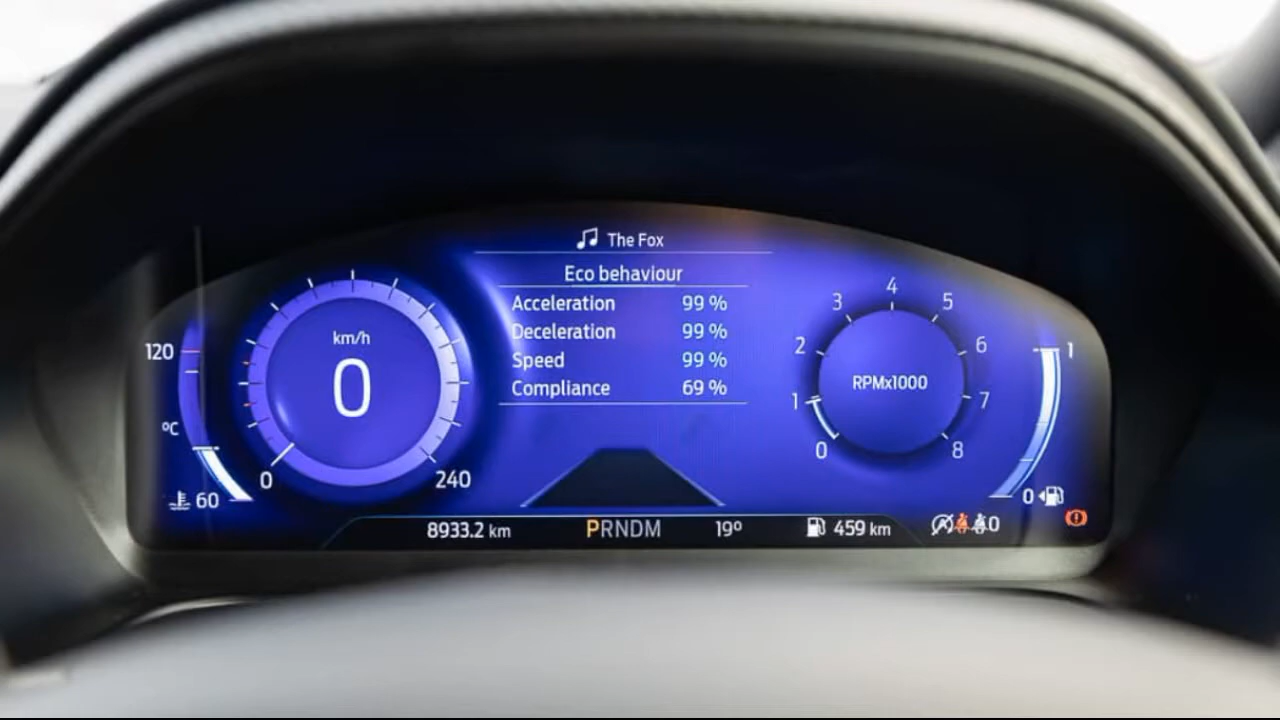 The Fox
Eco behaviour
Acceleration 99 %
Deceleration 99 %
Speed 99 %
Compliance 69 %
120
°C
60
km/h
0
0
240
RPMx1000
0
1
2
3
4
5
6
7
8
1
0
8933.2 km
PRNDM
19°
459 km
0